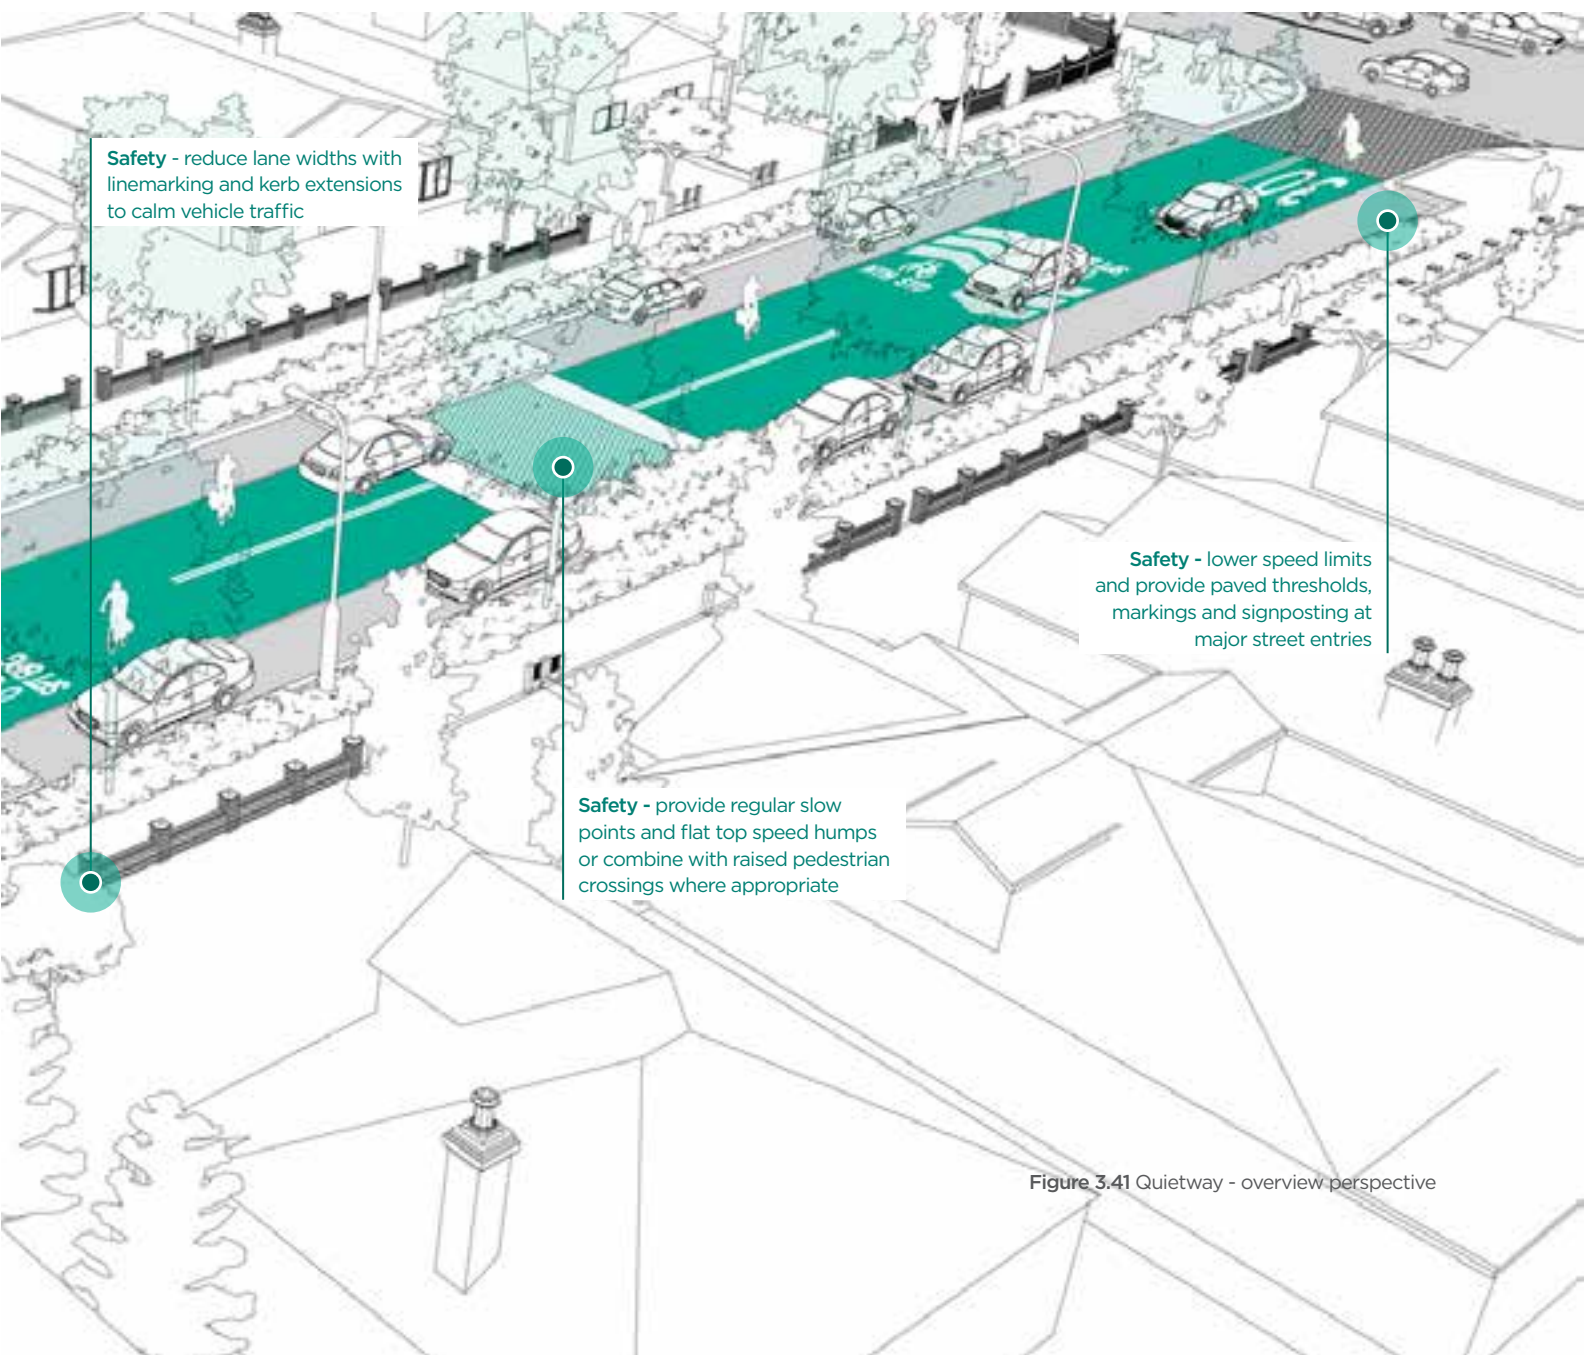 Safety - reduce lane widths with
linemarking and kerb extensions
to calm vehicle traffic
30
Safety - lower speed limits
and provide paved thresholds,
markings and signposting at
major street entries
Safety - provide regular slow
points and flat top speed humps
or combine with raised pedestrian
crossings where appropriate
Figure 3.41 Quietway - overview perspective